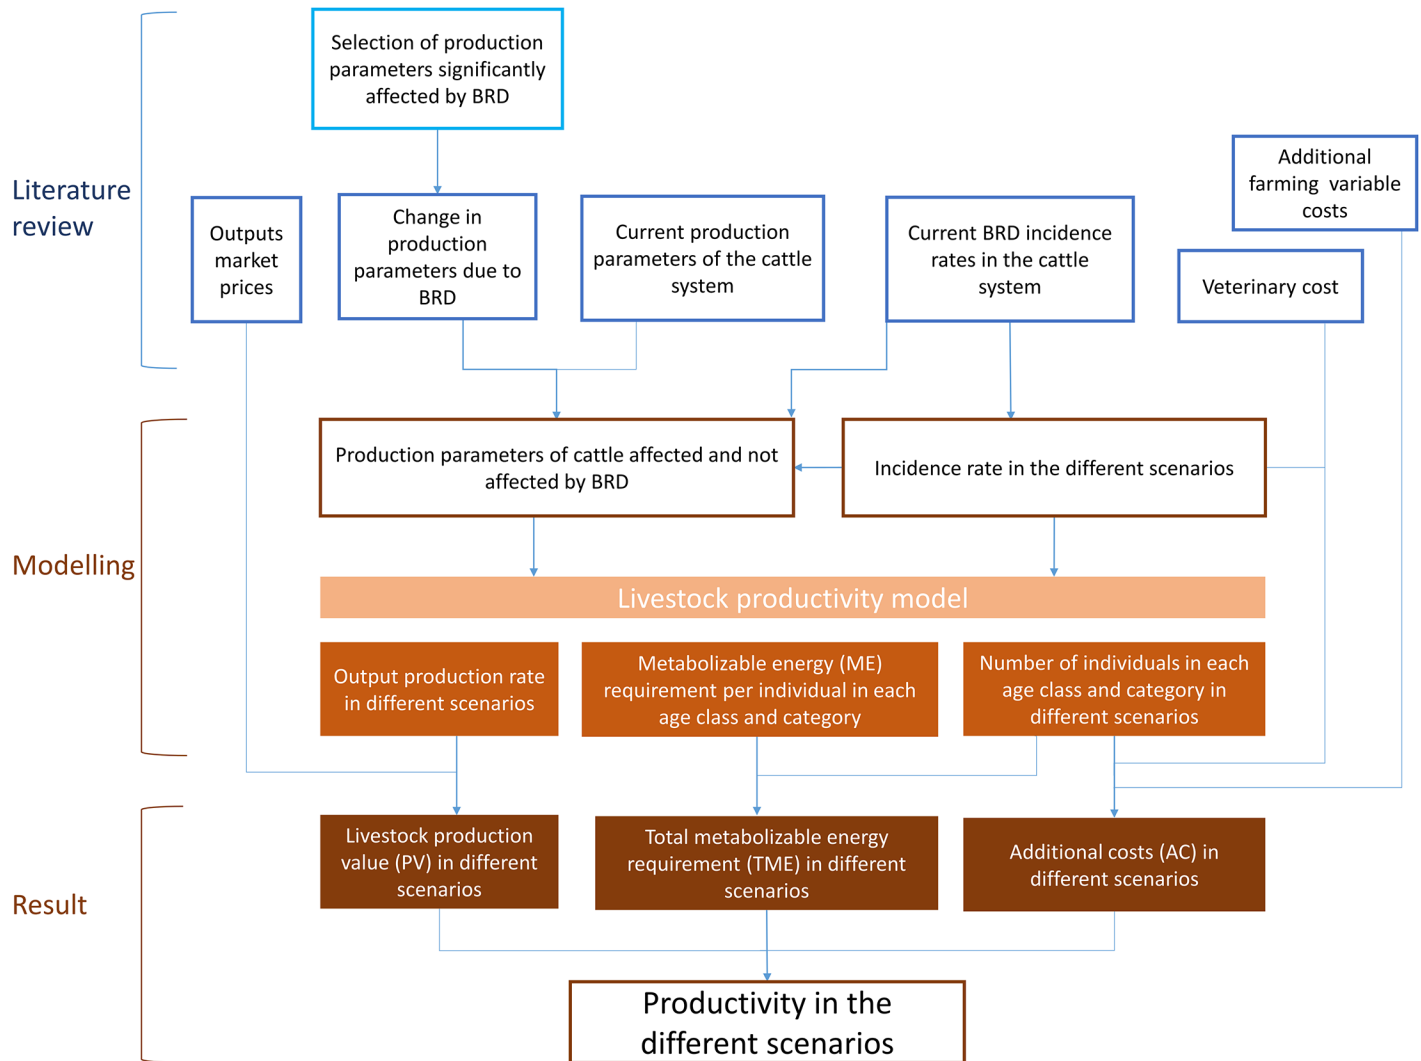 Selection of production
parameters significantly
affected by BRD
Literature
review
Outputs
market
prices
Change in
production
parameters due to
BRD
Current production
parameters of the cattle
system
Current BRD incidence
rates in the cattle
system
Additional
farming variable
costs
Veterinary cost
Modelling
Production parameters of cattle affected and not
affected by BRD
Incidence rate in the different scenarios
Livestock productivity model
Output production rate
in different scenarios
Metabolizable energy (ME)
requirement per individual in each
age class and category
Number of individuals in each
age class and category in
different scenarios
Result
Livestock production
value (PV) in different
scenarios
Total metabolizable energy
requirement (TME) in different
scenarios
Additional costs (AC) in
different scenarios
Productivity in the
different scenarios